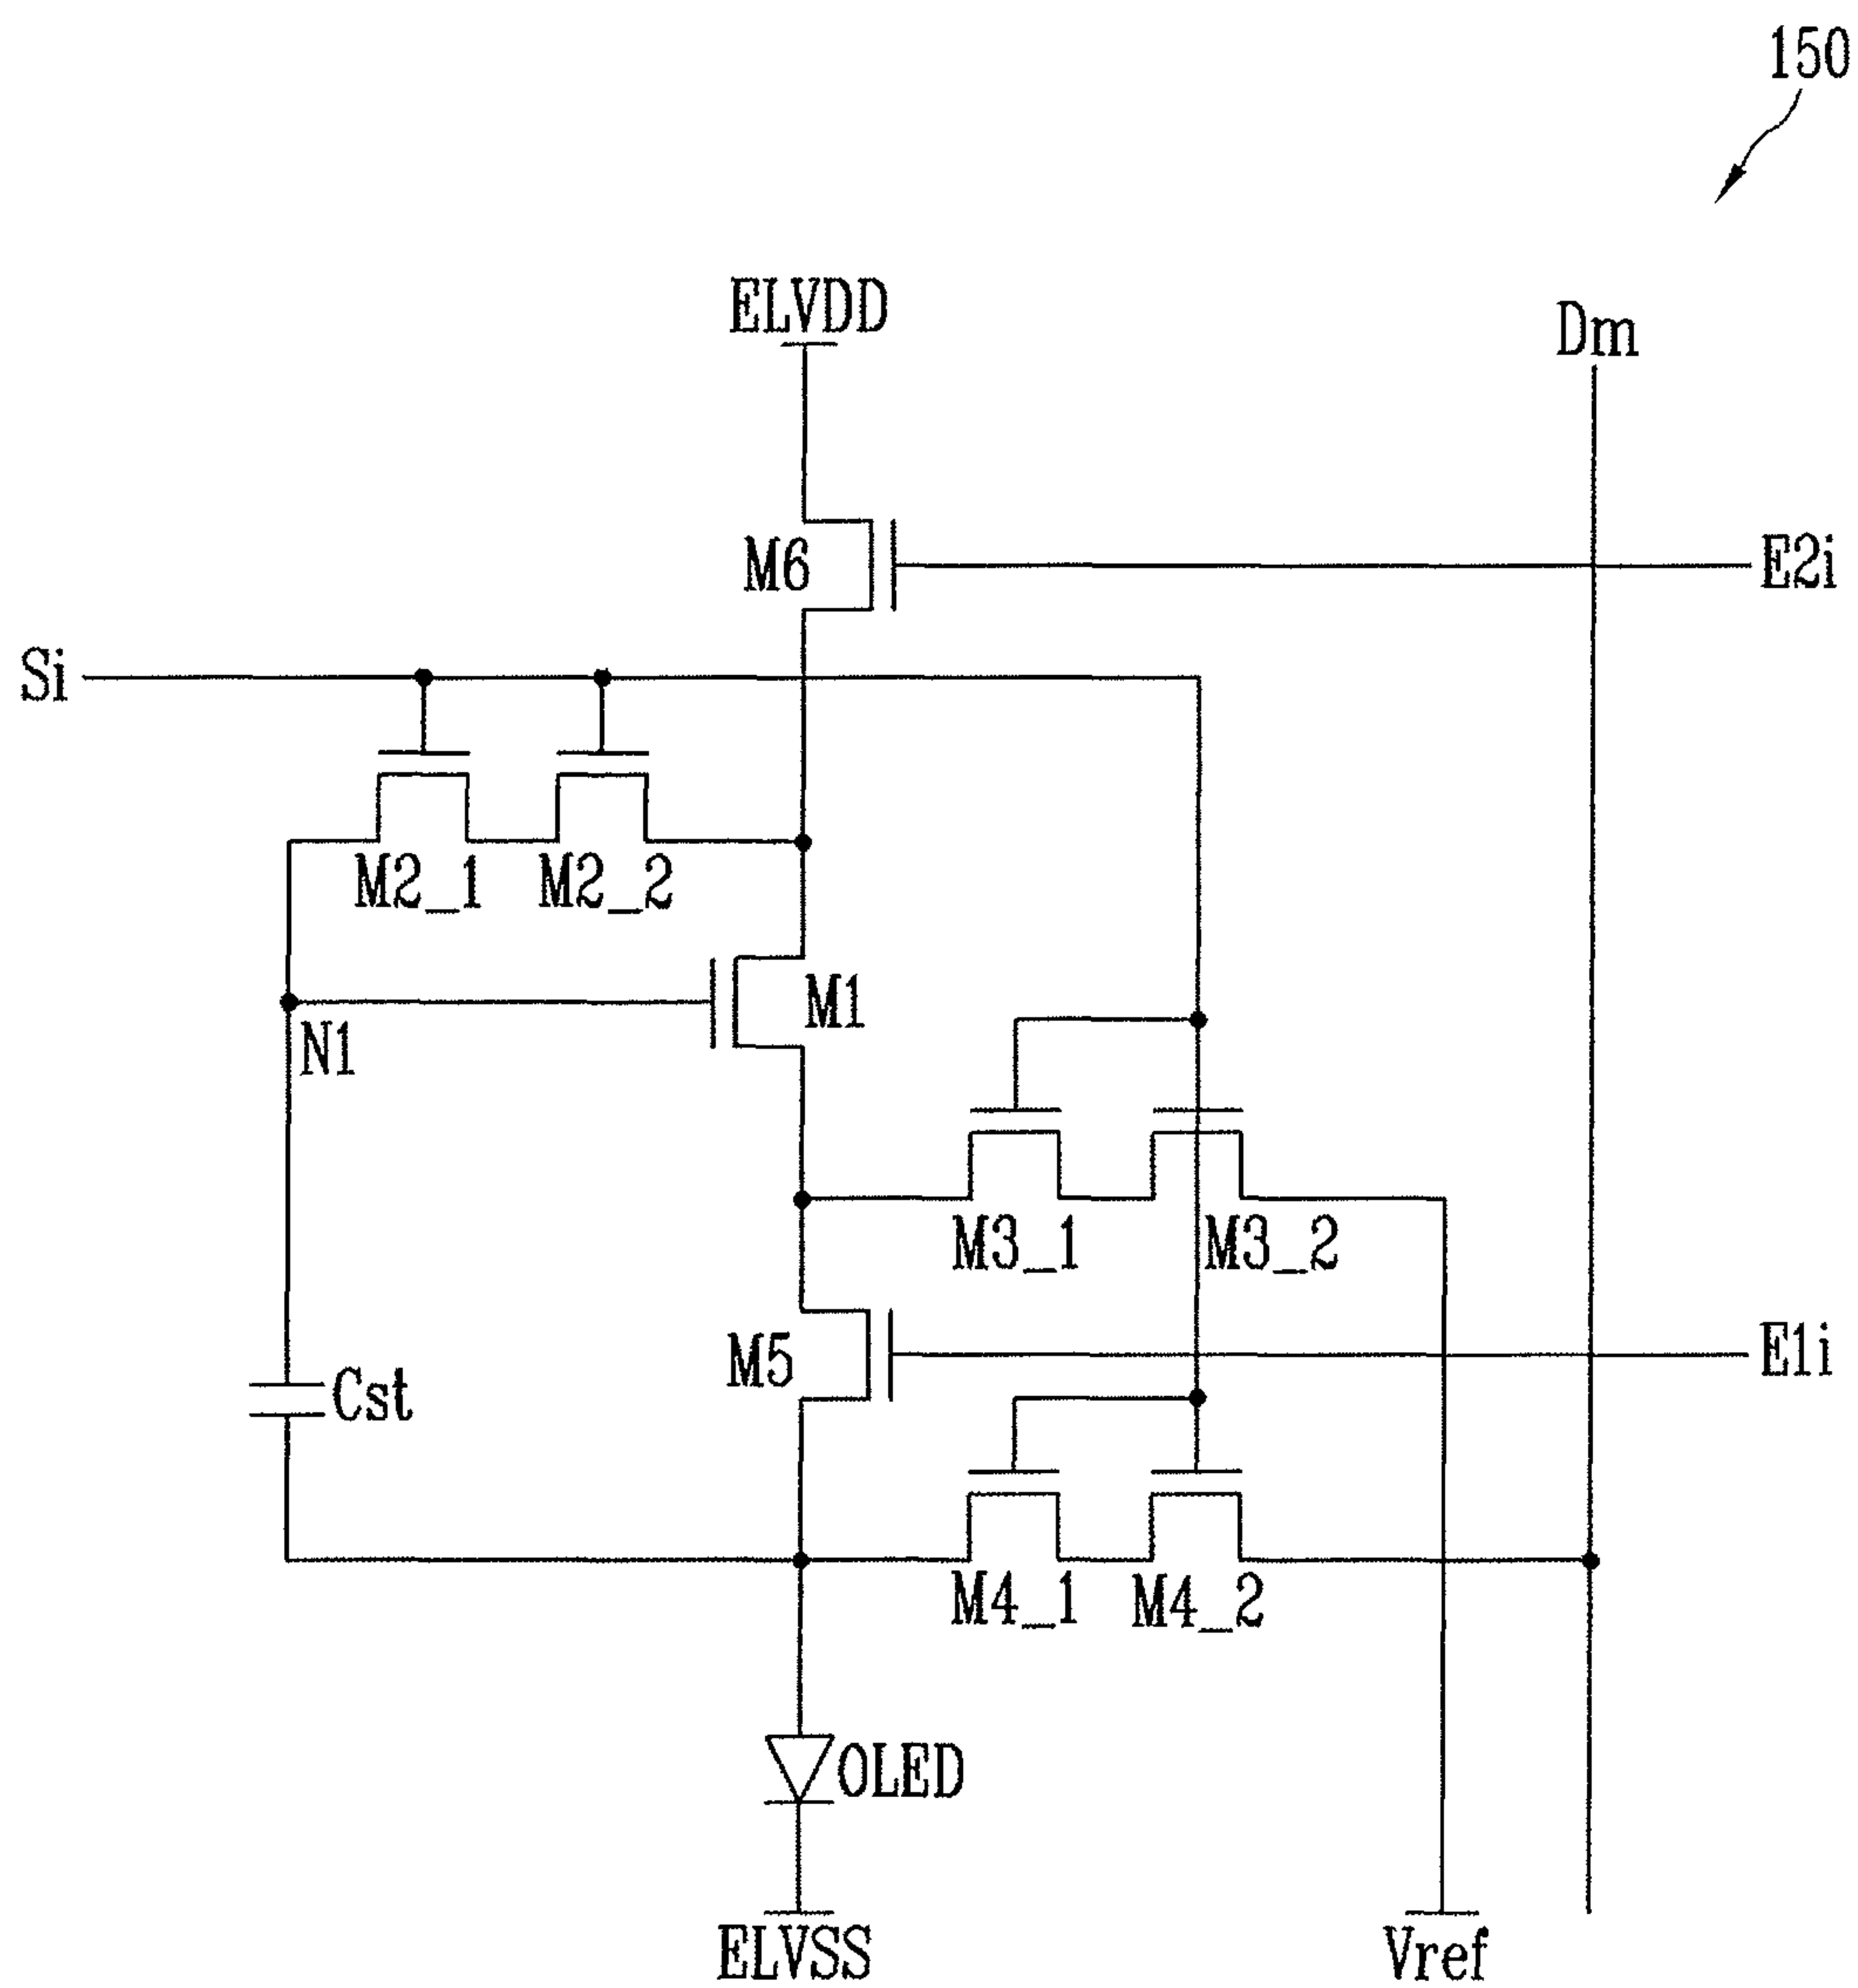 150
ELVDD
Dm
M6
E2i
Si
M2_1
M2_2
M1
N1
M3_1
M3_2
M5
E1i
Cst
M4_1
M4_2
OLED
ELVSS
Vref